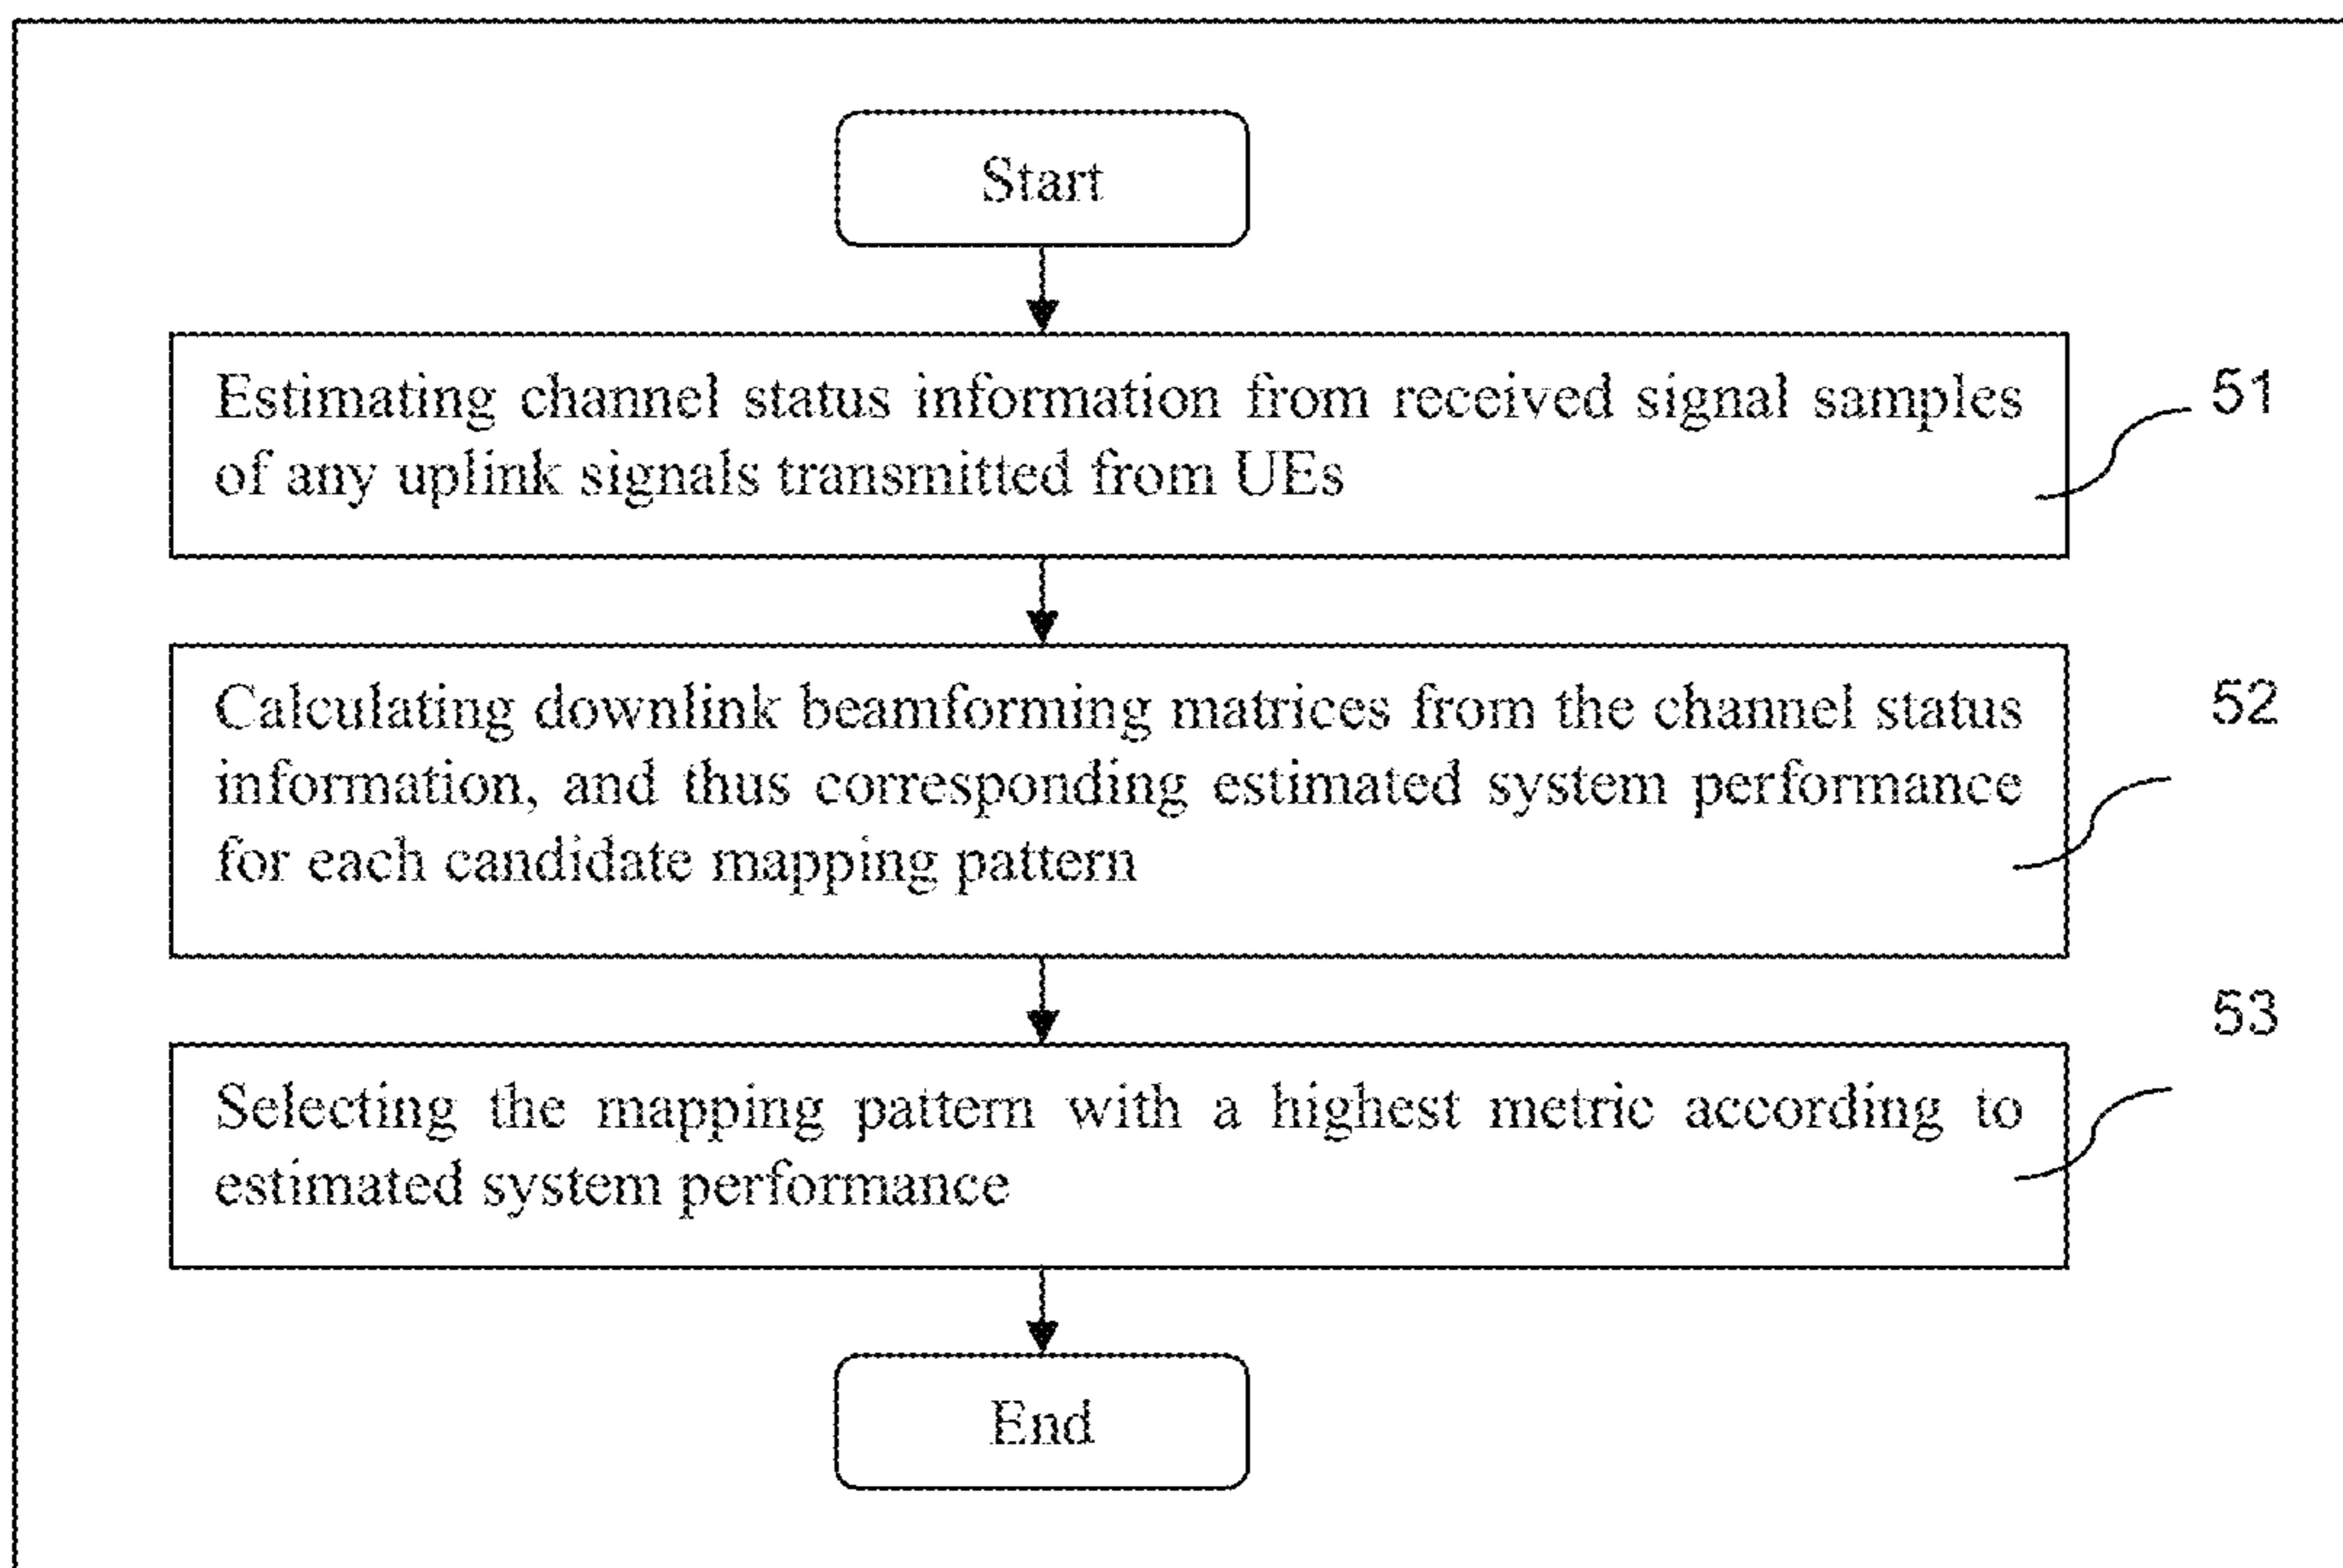 Start
Estimating channel status information from received signal samples
of any uplink signals transmitted from UEs
51
Calculating downlink beamforming matrices from the channel status
information, and thus corresponding estimated system performance
for each candidate mapping pattern
52
Selecting the mapping pattern with a highest metric according to
estimated system performance
53
End